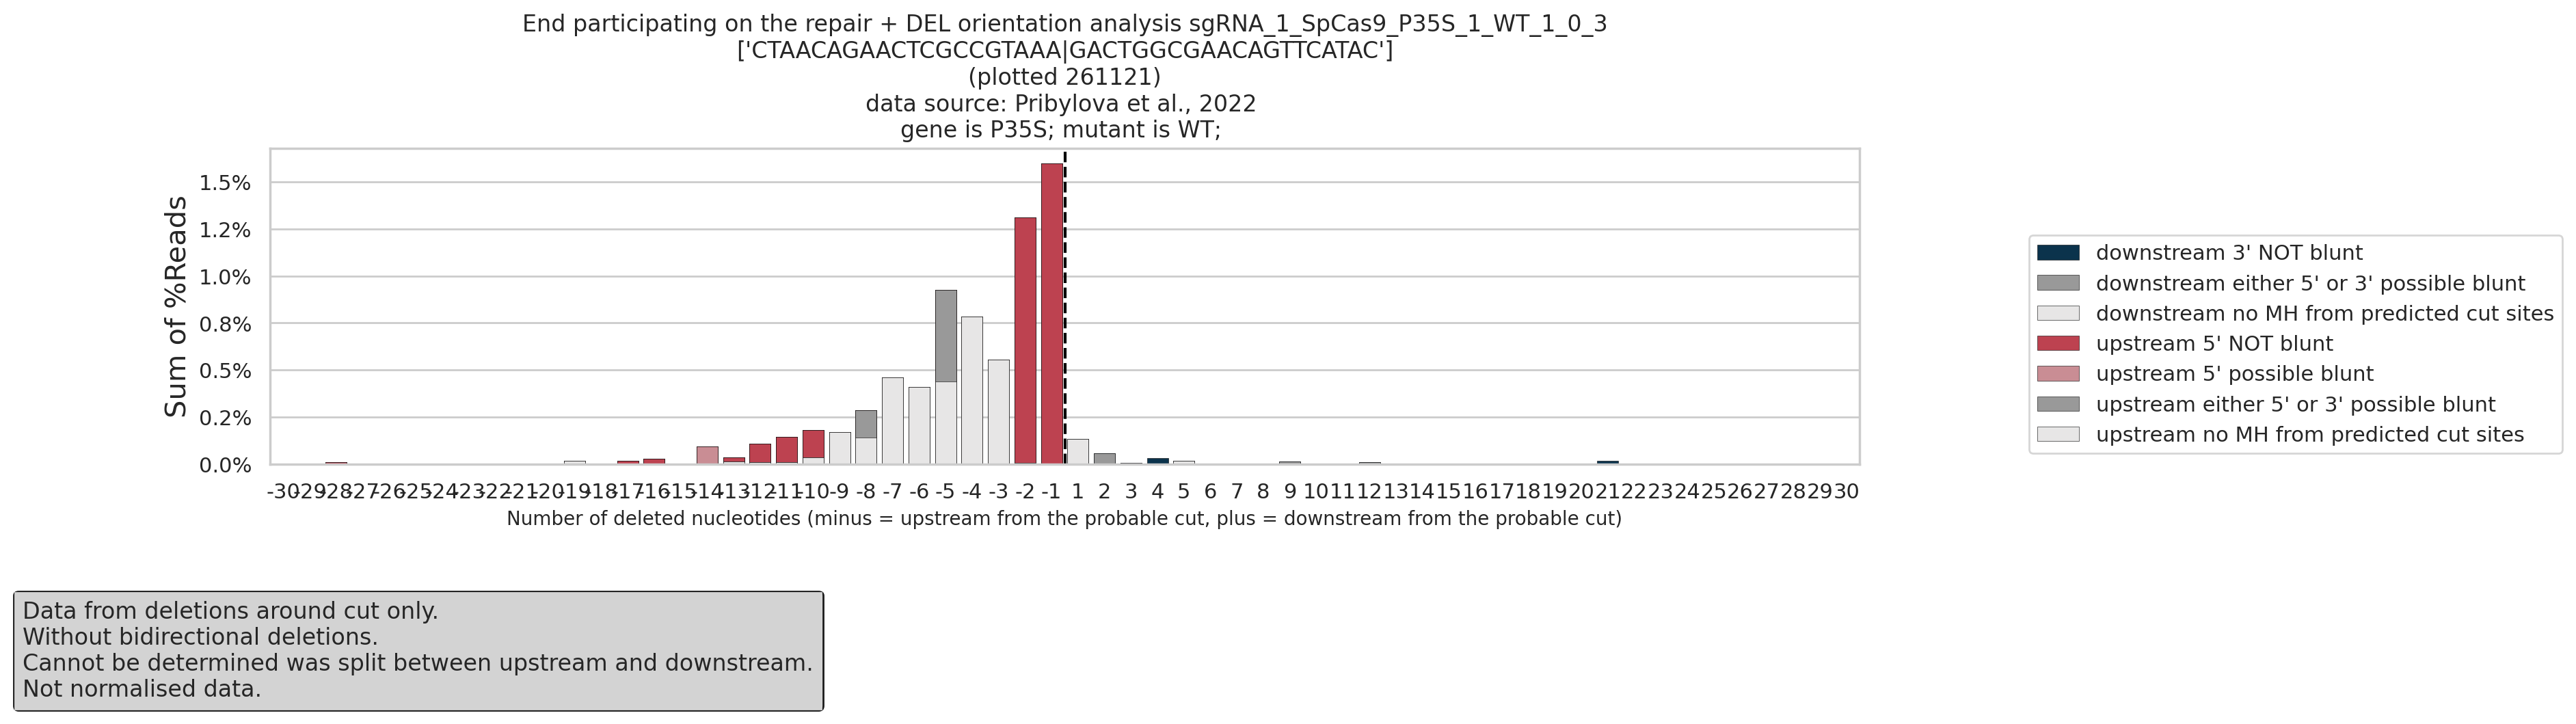 End participating on the repair + DEL orientation analysis sgRNA_1_SpCas9_P35S_1_WT_1_0_3
['CTAACAGAACTCGCCGTAAA|GACTGGCGAACAGTTCATAC']
(plotted 261121)
data source: Pribylova et al., 2022
gene is P35S; mutant is WT;
Sum of %Reads
1.5%
1.2%
1.0%
0.8%
0.5%
0.2%
0.0%
-30 -29 -28 -27 -26 -25 -24 -23 -22 -21 -20 -19 -18 -17 -16 -15 -14 -13 -12 -11 -10 -9 -8 -7 -6 -5 -4 -3 -2 -1 1 2 3 4 5 6 7 8 9 10 11 12 13 14 15 16 17 18 19 20 21 22 23 24 25 26 27 28 29 30
Number of deleted nucleotides (minus = upstream from the probable cut, plus = downstream from the probable cut)
downstream 3' NOT blunt
downstream either 5' or 3' possible blunt
downstream no MH from predicted cut sites
upstream 5' NOT blunt
upstream 5' possible blunt
upstream either 5' or 3' possible blunt
upstream no MH from predicted cut sites
Data from deletions around cut only.
Without bidirectional deletions.
Cannot be determined was split between upstream and downstream.
Not normalised data.